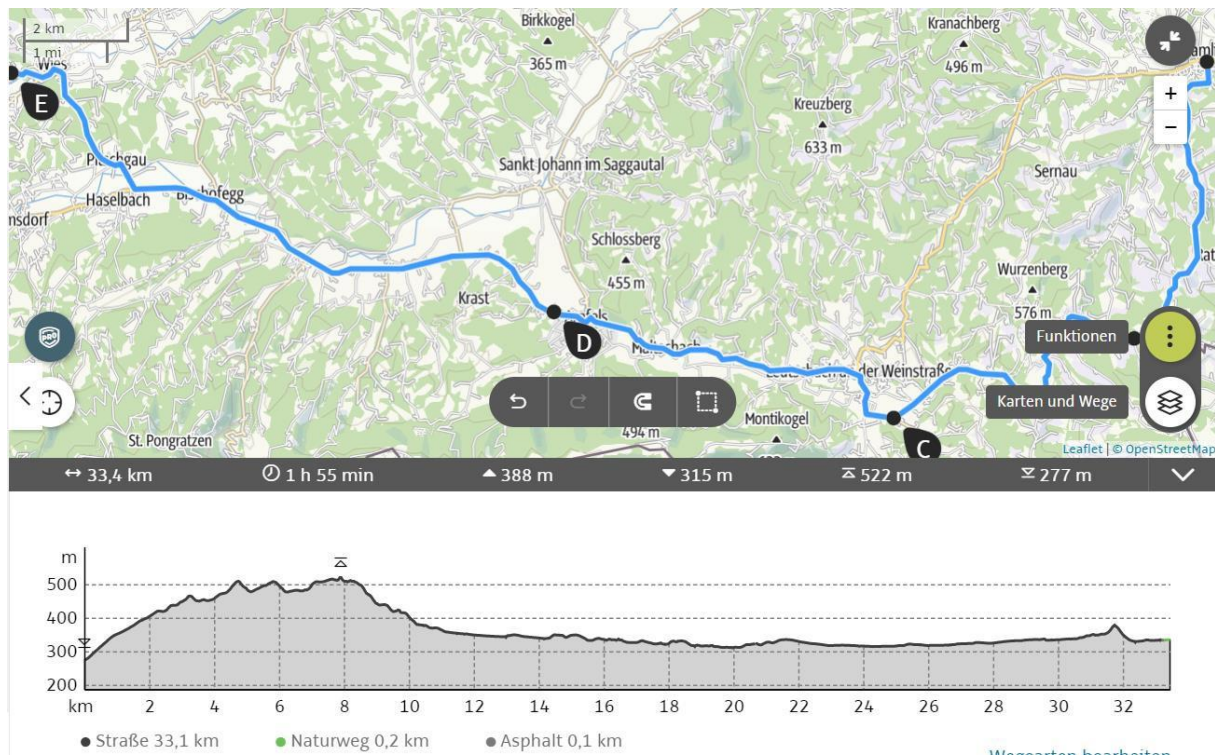 2 km
1 mi
Wies
Birkkogel
365 m
Kranachberg
496 m
+
−
E
Kreuzberg
633 m
Sankt Johann im Saggautal
Sernau
Haselbach
Bischofegg
Schlossberg
455 m
Wurzenberg
576 m
Krast
Funktionen
D
PRO
der Weinstraße
Karten und Wege
Montikogel
494 m
St. Pongratzen
C
Leaflet | © OpenStreetMap
33,4 km 1 h 55 min 388 m 315 m 522 m 277 m
m
500
400
300
200
km 2 4 6 8 10 12 14 16 18 20 22 24 26 28 30 32
Straße 33,1 km Naturweg 0,2 km Asphalt 0,1 km